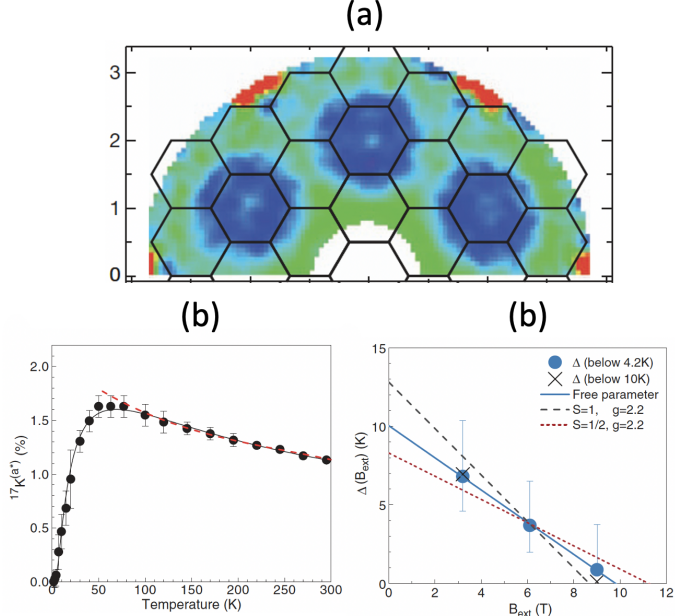 (a)
3
2
1
0
(b)
(b)
2.0
1.5
1.0
0.5
0.0
17K(a*) (%)
0 50 100 150 200 250 300
Temperature (K)
15
10
5
0
Δ(Bext) (K)
Δ (below 4.2K)
Δ (below 10K)
Free parameter
S=1, g=2.2
S=1/2, g=2.2
0 2 4 6 8 10 12
Bext (T)